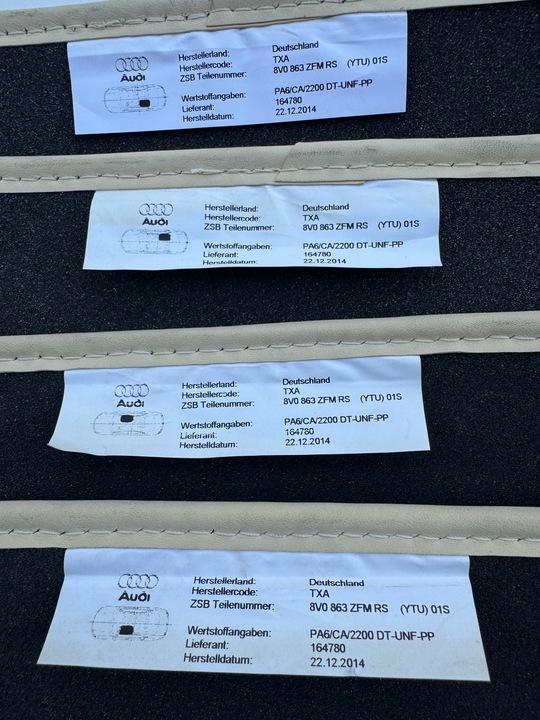 Audi
Herstellerland: Deutschland
Herstellercode: TXA
ZSB Teilenummer: 8V0 863 ZFM RS (YTU) 01S
Wertstoffangaben: PA6/CA/2200 DT-UNF-PP
Lieferant: 164780
Herstelldatum: 22.12.2014
Audi
Herstellerland: Deutschland
Herstellercode: TXA
ZSB Teilenummer: 8V0 863 ZFM RS (YTU) 01S
Wertstoffangaben: PA6/CA/2200 DT-UNF-PP
Lieferant: 164780
Herstelldatum: 22.12.2014
Audi
Herstellerland: Deutschland
Herstellercode: TXA
ZSB Teilenummer: 8V0 863 ZFM RS (YTU) 01S
Wertstoffangaben: PA6/CA/2200 DT-UNF-PP
Lieferant: 164780
Herstelldatum: 22.12.2014
Audi
Herstellerland: Deutschland
Herstellercode: TXA
ZSB Teilenummer: 8V0 863 ZFM RS (YTU) 01S
Wertstoffangaben: PA6/CA/2200 DT-UNF-PP
Lieferant: 164780
Herstelldatum: 22.12.2014